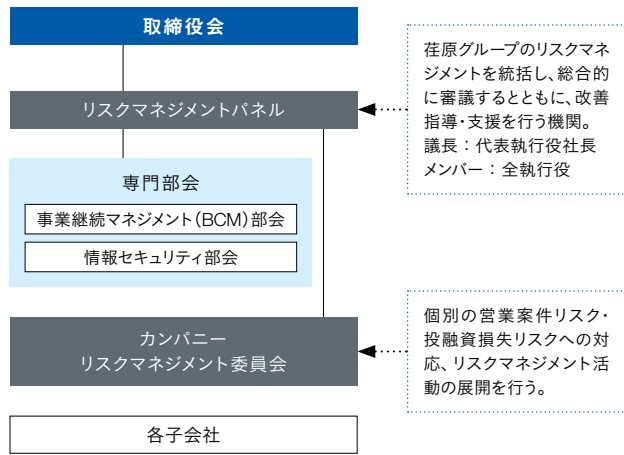 取締役会
リスクマネジメントパネル
荏原グループのリスクマネ
ジメントを統括し、総合的
に審議するとともに、改善
指導・支援を行う機関。
議長：代表執行役社長
メンバー：全執行役
専門部会
事業継続マネジメント（BCM）部会
情報セキュリティ部会
カンパニー
リスクマネジメント委員会
個別の営業案件リスク・
投融資損失リスクへの対
応、リスクマネジメント活
動の展開を行う。
各子会社